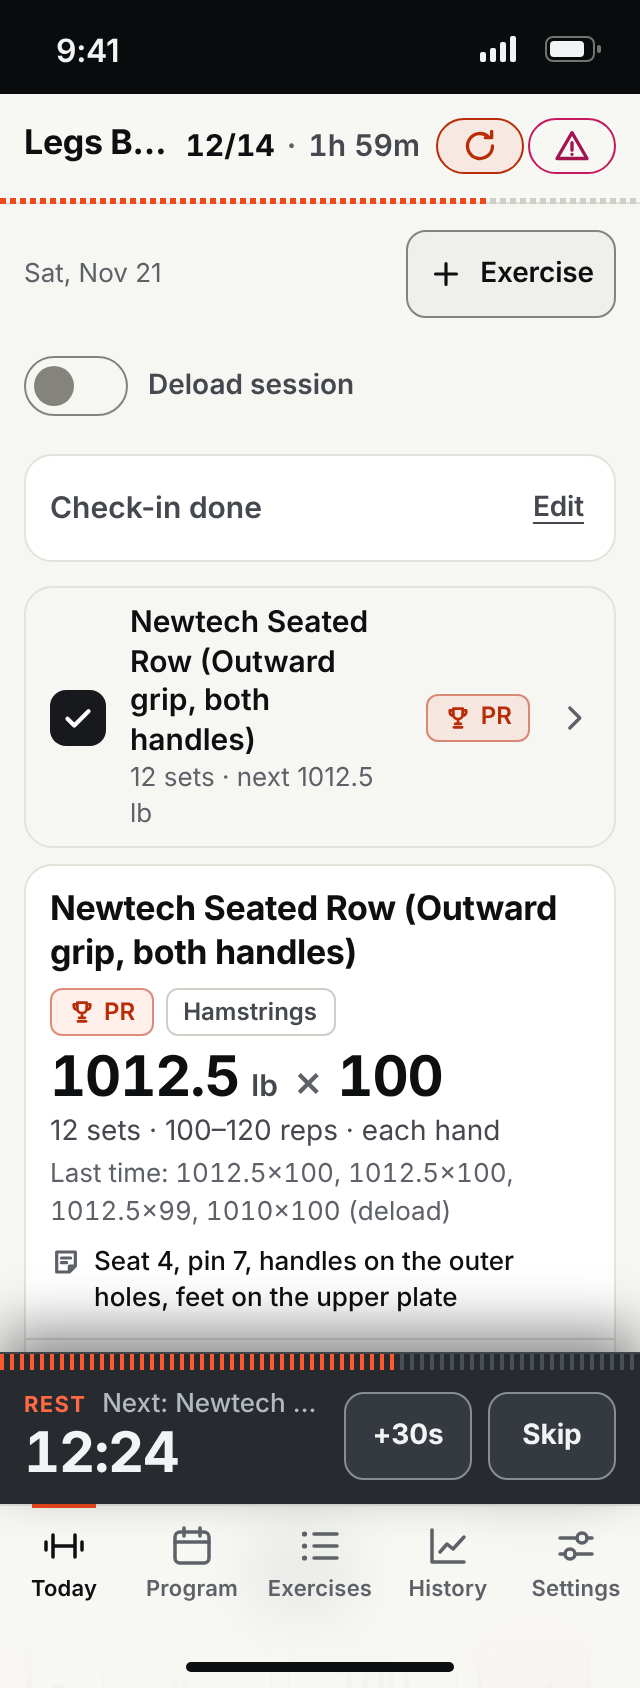 9:41
Legs B... 12/14 · 1h 59m
Sat, Nov 21
Exercise
Deload session
Check-in done
Edit
Newtech Seated
Row (Outward
grip, both
handles)
12 sets · next 1012.5
lb
PR
Newtech Seated Row (Outward
grip, both handles)
PR
Hamstrings
1012.5 lb × 100
12 sets · 100–120 reps · each hand
Last time: 1012.5×100, 1012.5×100,
1012.5×99, 1010×100 (deload)
Seat 4, pin 7, handles on the outer
holes, feet on the upper plate
REST Next: Newtech ...
12:24
+30s
Skip
Today
Program
Exercises
History
Settings